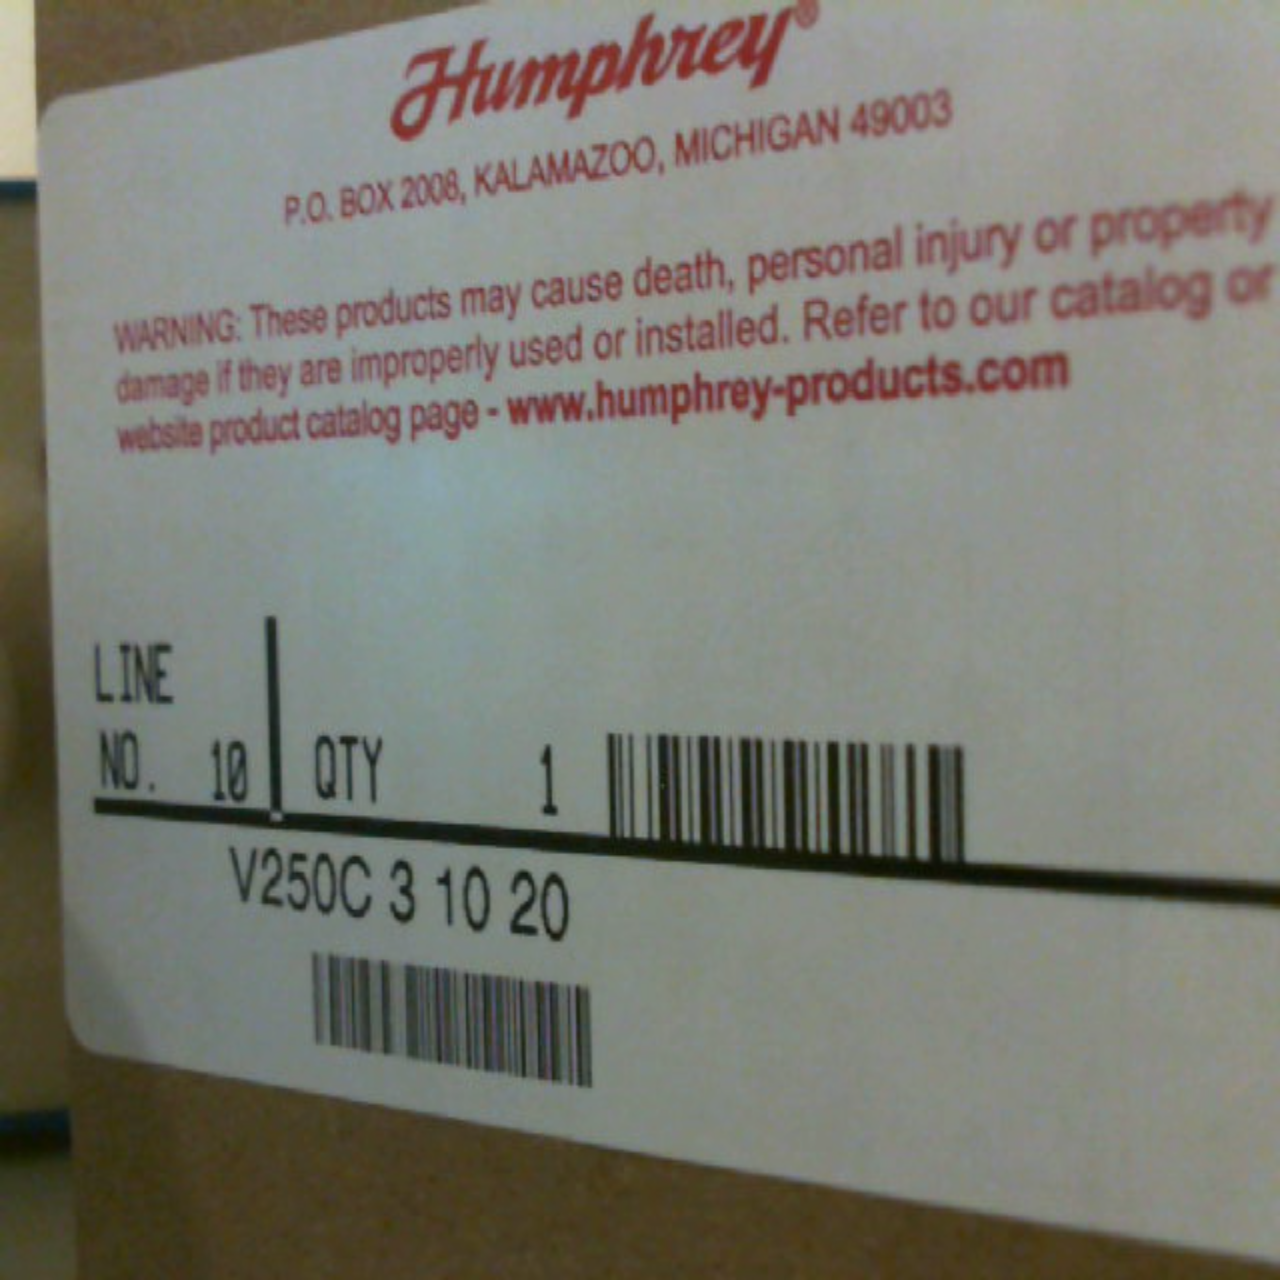 Humphrey®
P.O. BOX 2008, KALAMAZOO, MICHIGAN 49003
WARNING: These products may cause death, personal injury or property
damage if they are improperly used or installed. Refer to our catalog or
website product catalog page - www.humphrey-products.com
LINE
NO. 10 QTY 1
V250C 3 10 20